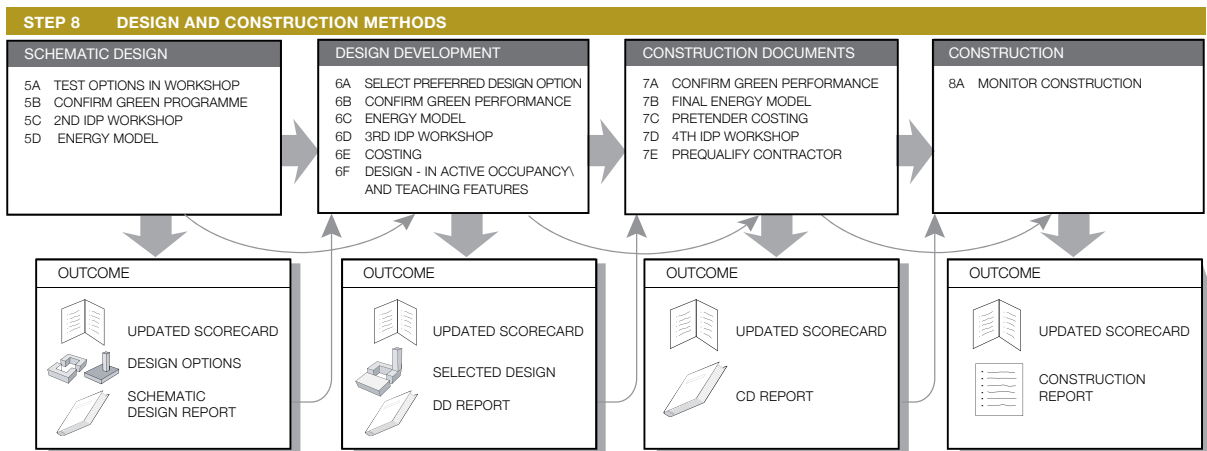 STEP 8 DESIGN AND CONSTRUCTION METHODS
SCHEMATIC DESIGN
5A TEST OPTIONS IN WORKSHOP
5B CONFIRM GREEN PROGRAMME
5C 2ND IDP WORKSHOP
5D ENERGY MODEL
DESIGN DEVELOPMENT
6A SELECT PREFERRED DESIGN OPTION
6B CONFIRM GREEN PERFORMANCE
6C ENERGY MODEL
6D 3RD IDP WORKSHOP
6E COSTING
6F DESIGN - IN ACTIVE OCCUPANCY\
AND TEACHING FEATURES
CONSTRUCTION DOCUMENTS
7A CONFIRM GREEN PERFORMANCE
7B FINAL ENERGY MODEL
7C PRETENDER COSTING
7D 4TH IDP WORKSHOP
7E PREQUALIFY CONTRACTOR
CONSTRUCTION
8A MONITOR CONSTRUCTION
OUTCOME
UPDATED SCORECARD
DESIGN OPTIONS
SCHEMATIC
DESIGN REPORT
OUTCOME
UPDATED SCORECARD
SELECTED DESIGN
DD REPORT
OUTCOME
UPDATED SCORECARD
CD REPORT
OUTCOME
UPDATED SCORECARD
CONSTRUCTION
REPORT